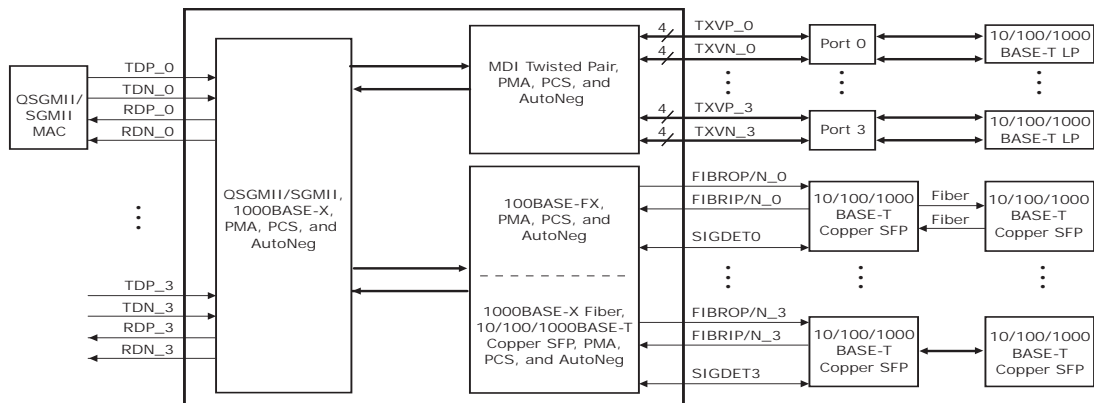 QSGMII/
SGMII
MAC
TDP_0
TDN_0
RDP_0
RDN_0
TDP_3
TDN_3
RDP_3
RDN_3
QSGMII/SGMII,
1000BASE-X,
PMA, PCS, and
AutoNeg
MDI Twisted Pair,
PMA, PCS, and
AutoNeg
100BASE-FX,
PMA, PCS, and
AutoNeg
1000BASE-X Fiber,
10/100/1000BASE-T
Copper SFP, PMA,
PCS, and AutoNeg
4
TXVP_0
4
TXVN_0
4
TXVP_3
4
TXVN_3
Port 0
Port 3
10/100/1000
BASE-T LP
10/100/1000
BASE-T LP
FIBROP/N_0
FIBRIP/N_0
SIGDET0
10/100/1000
BASE-T
Copper SFP
Fiber
Fiber
10/100/1000
BASE-T
Copper SFP
FIBROP/N_3
FIBRIP/N_3
SIGDET3
10/100/1000
BASE-T
Copper SFP
10/100/1000
BASE-T
Copper SFP